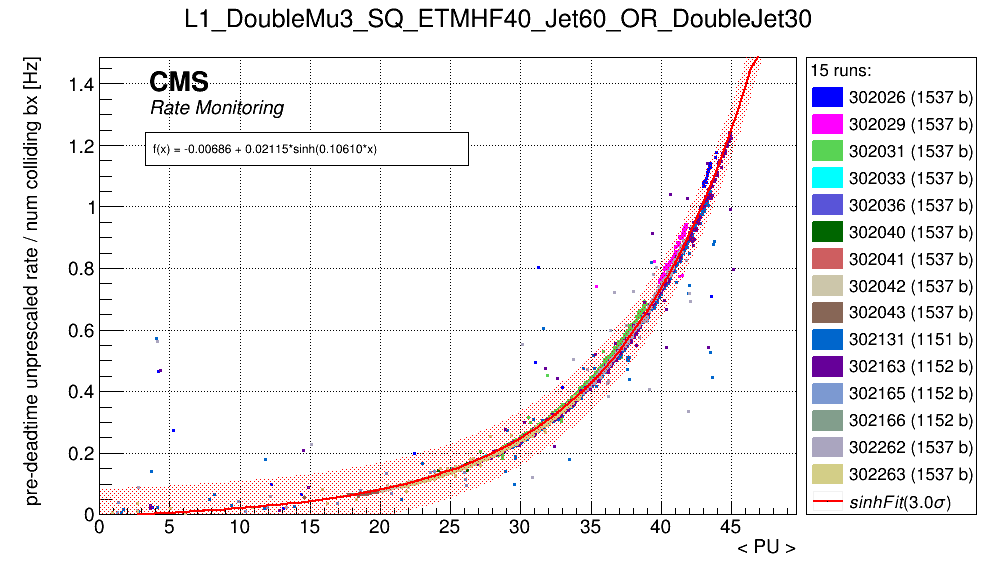 L1_DoubleMu3_SQ_ETMHF40_Jet60_OR_DoubleJet30
pre-deadtime unprescaled rate / num colliding bx [Hz]
CMS
Rate Monitoring
f(x) = -0.00686 + 0.02115*sinh(0.10610*x)
1.4
1.2
1
0.8
0.6
0.4
0.2
0
0 5 10 15 20 25 30 35 40 45
< PU >
15 runs:
302026 (1537 b)
302029 (1537 b)
302031 (1537 b)
302033 (1537 b)
302036 (1537 b)
302040 (1537 b)
302041 (1537 b)
302042 (1537 b)
302043 (1537 b)
302131 (1151 b)
302163 (1152 b)
302165 (1152 b)
302166 (1152 b)
302262 (1537 b)
302263 (1537 b)
sinhFit(3.0σ)